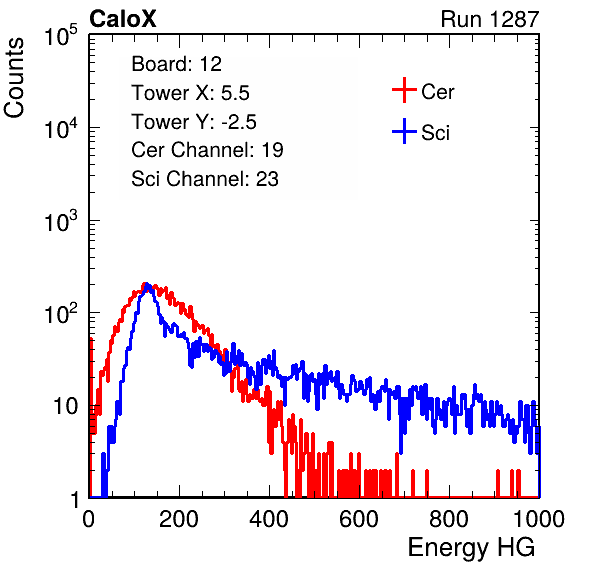 CaloX Run 1287
Counts
10^5
10^4
10^3
10^2
10
1
Board: 12
Tower X: 5.5
Tower Y: -2.5
Cer Channel: 19
Sci Channel: 23
Cer
Sci
0 200 400 600 800 1000
Energy HG